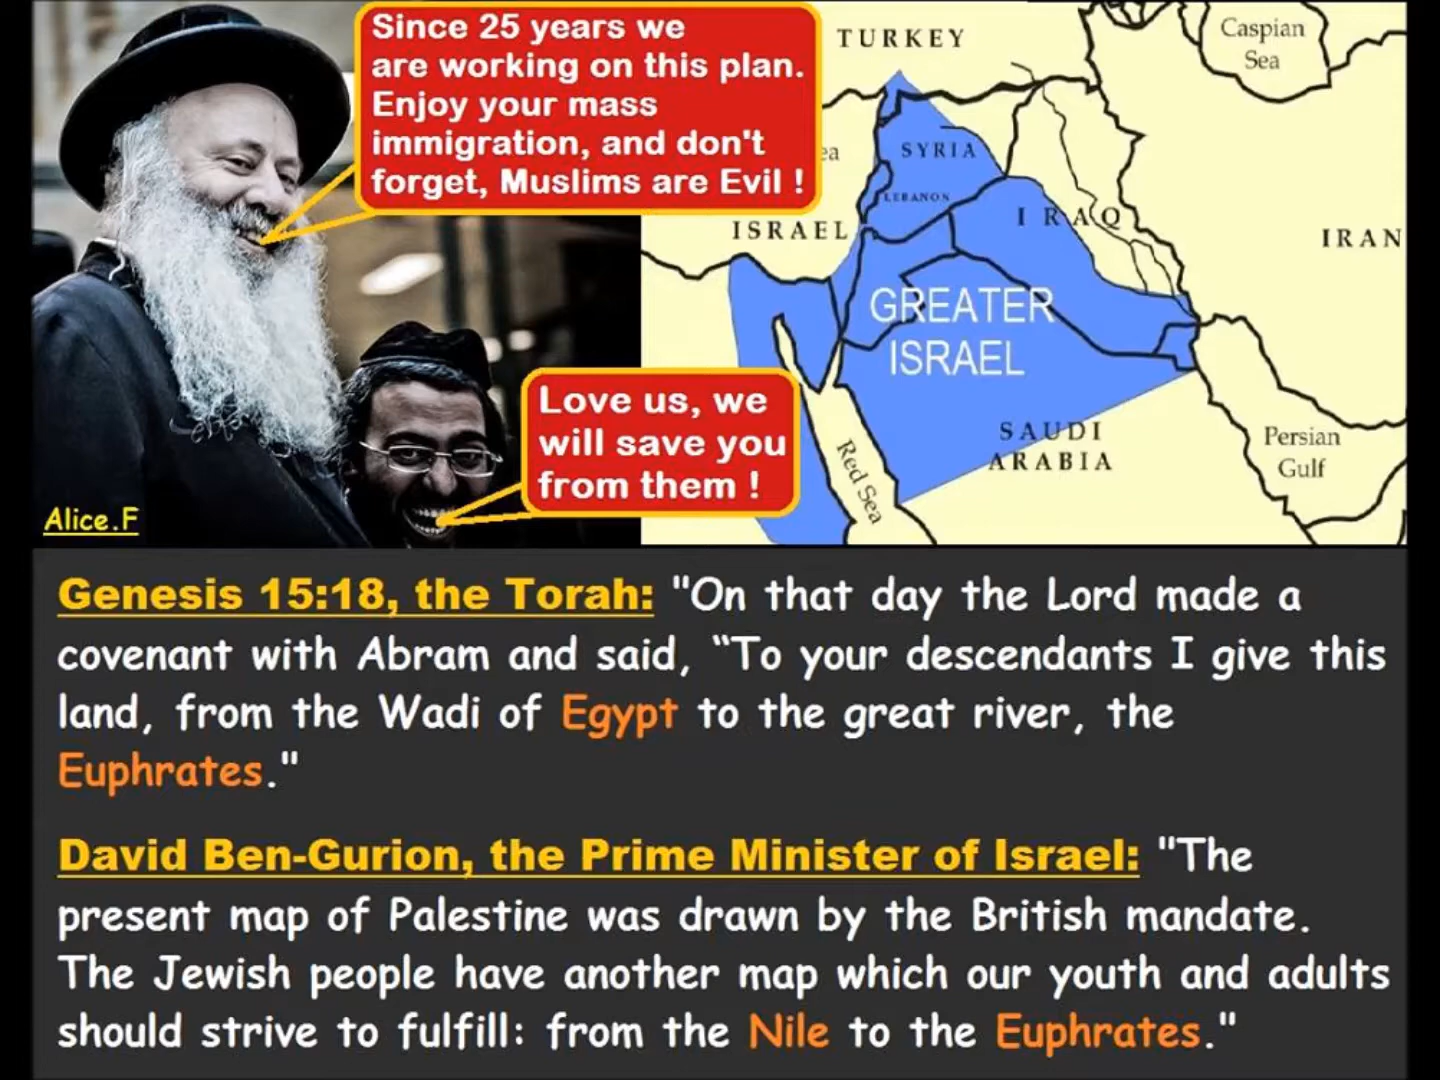 Since 25 years we
are working on this plan.
Enjoy your mass
immigration, and don't
forget, Muslims are Evil !
Love us, we
will save you
from them !
Alice.F
TURKEY
Caspian
Sea
ea
SYRIA
LEBANON
ISRAEL
IRAQ
IRAN
GREATER
ISRAEL
SAUDI
ARABIA
Red Sea
Persian
Gulf
Genesis 15:18, the Torah: "On that day the Lord made a
covenant with Abram and said, “To your descendants I give this
land, from the Wadi of Egypt to the great river, the
Euphrates."
David Ben-Gurion, the Prime Minister of Israel: "The
present map of Palestine was drawn by the British mandate.
The Jewish people have another map which our youth and adults
should strive to fulfill: from the Nile to the Euphrates."